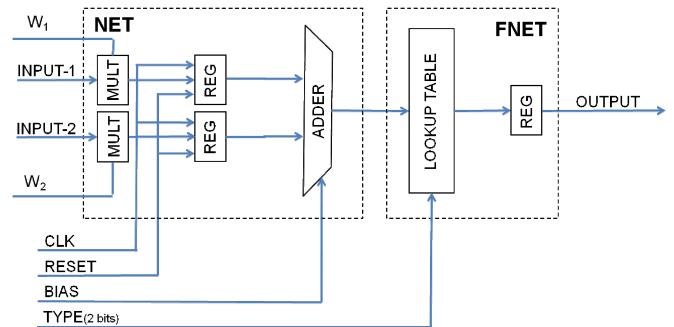 W1
NET
FNET
INPUT-1
MULT
REG
INPUT-2
MULT
REG
ADDER
LOOKUP TABLE
REG
OUTPUT
W2
CLK
RESET
BIAS
TYPE(2 bits)